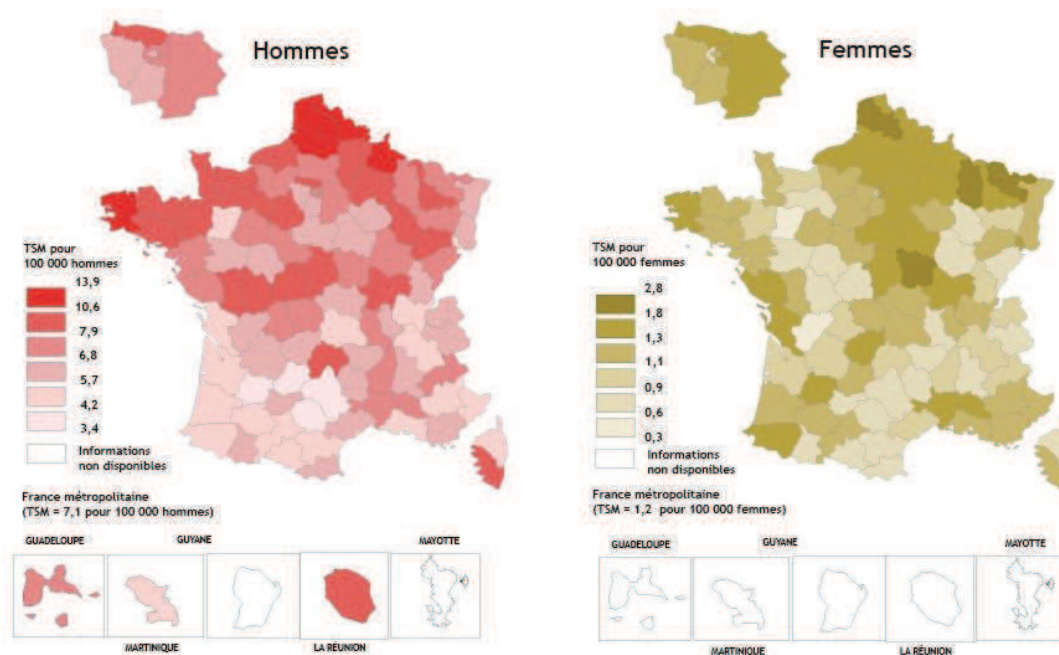 Hommes
TSM pour
100 000 hommes
13,9
10,6
7,9
6,8
5,7
4,2
3,4
Informations
non disponibles
France métropolitaine
(TSM = 7,1 pour 100 000 hommes)
GUADELOUPE
GUYANE
MAYOTTE
MARTINIQUE
LA RÉUNION
Femmes
TSM pour
100 000 femmes
2,8
1,8
1,3
1,1
0,9
0,6
0,3
Informations
non disponibles
France métropolitaine
(TSM = 1,2 pour 100 000 femmes)
GUADELOUPE
GUYANE
MAYOTTE
MARTINIQUE
LA RÉUNION